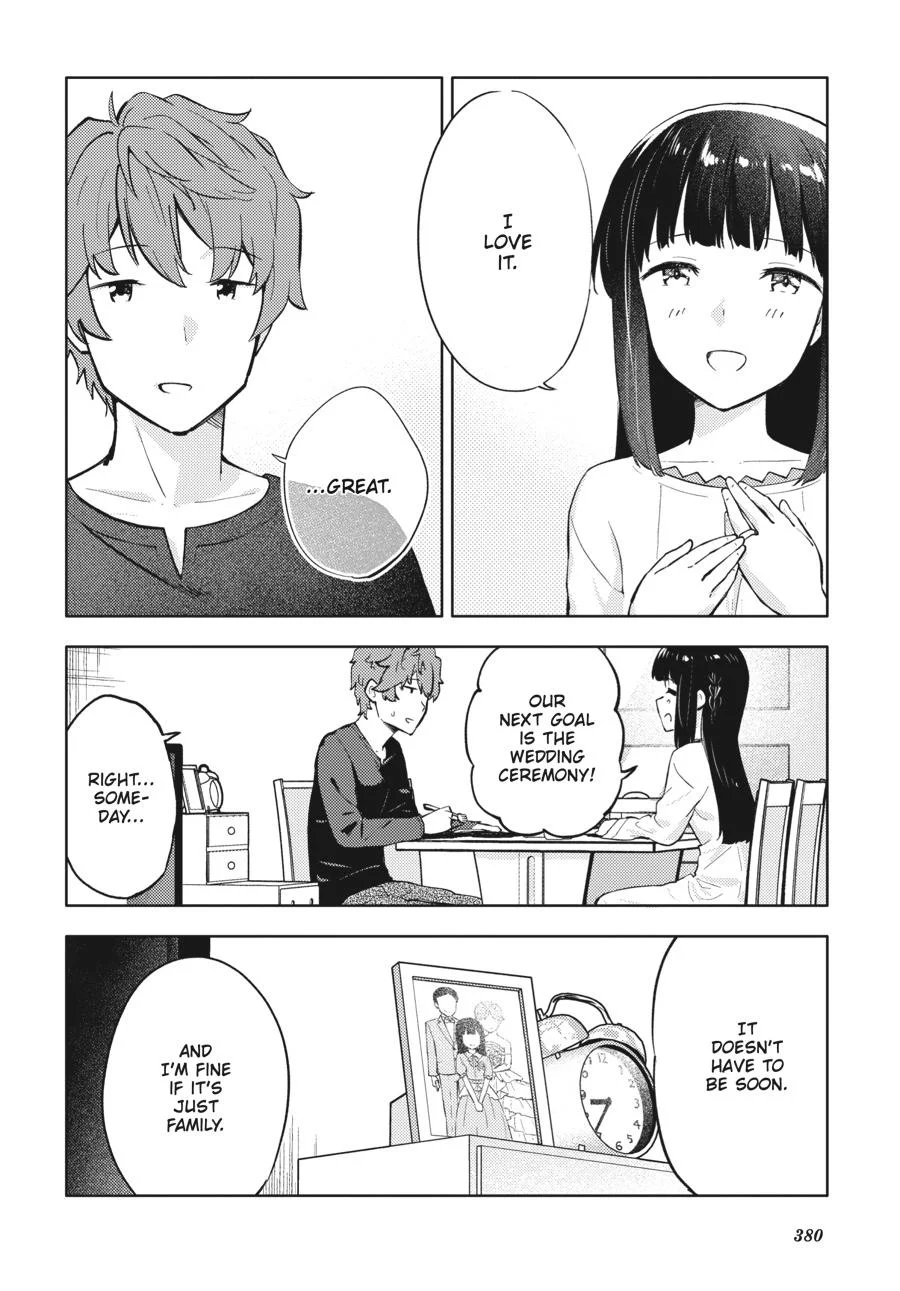 I
LOVE
IT.
...GREAT.
OUR
NEXT GOAL
IS THE
WEDDING
CEREMONY!
RIGHT...
SOME-
DAY...
IT
DOESN'T
HAVE TO
BE SOON.
AND
I'M FINE
IF IT'S
JUST
FAMILY.
380